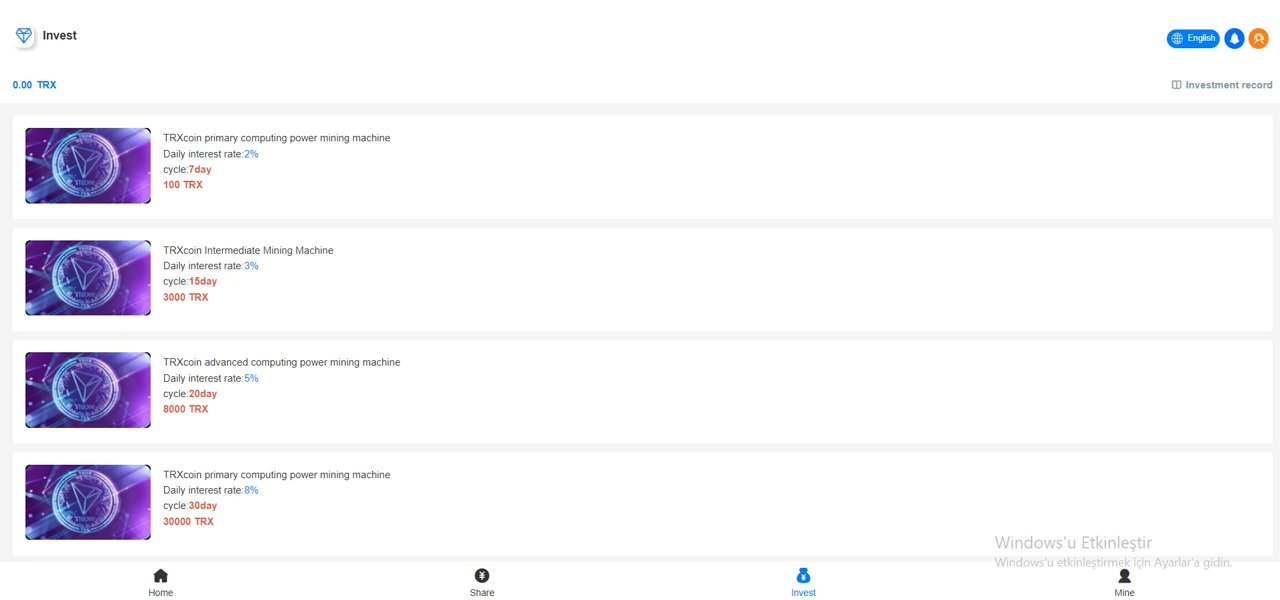 Invest
English
0.00 TRX
Investment record
TRXcoin primary computing power mining machine
Daily interest rate:2%
cycle:7day
100 TRX
TRXcoin Intermediate Mining Machine
Daily interest rate:3%
cycle:15day
3000 TRX
TRXcoin advanced computing power mining machine
Daily interest rate:5%
cycle:20day
8000 TRX
TRXcoin primary computing power mining machine
Daily interest rate:8%
cycle:30day
30000 TRX
Windows'u Etkinleştir
Windows'u etkinleştirmek için Ayarlar'a gidin.
Home
Share
Invest
Mine